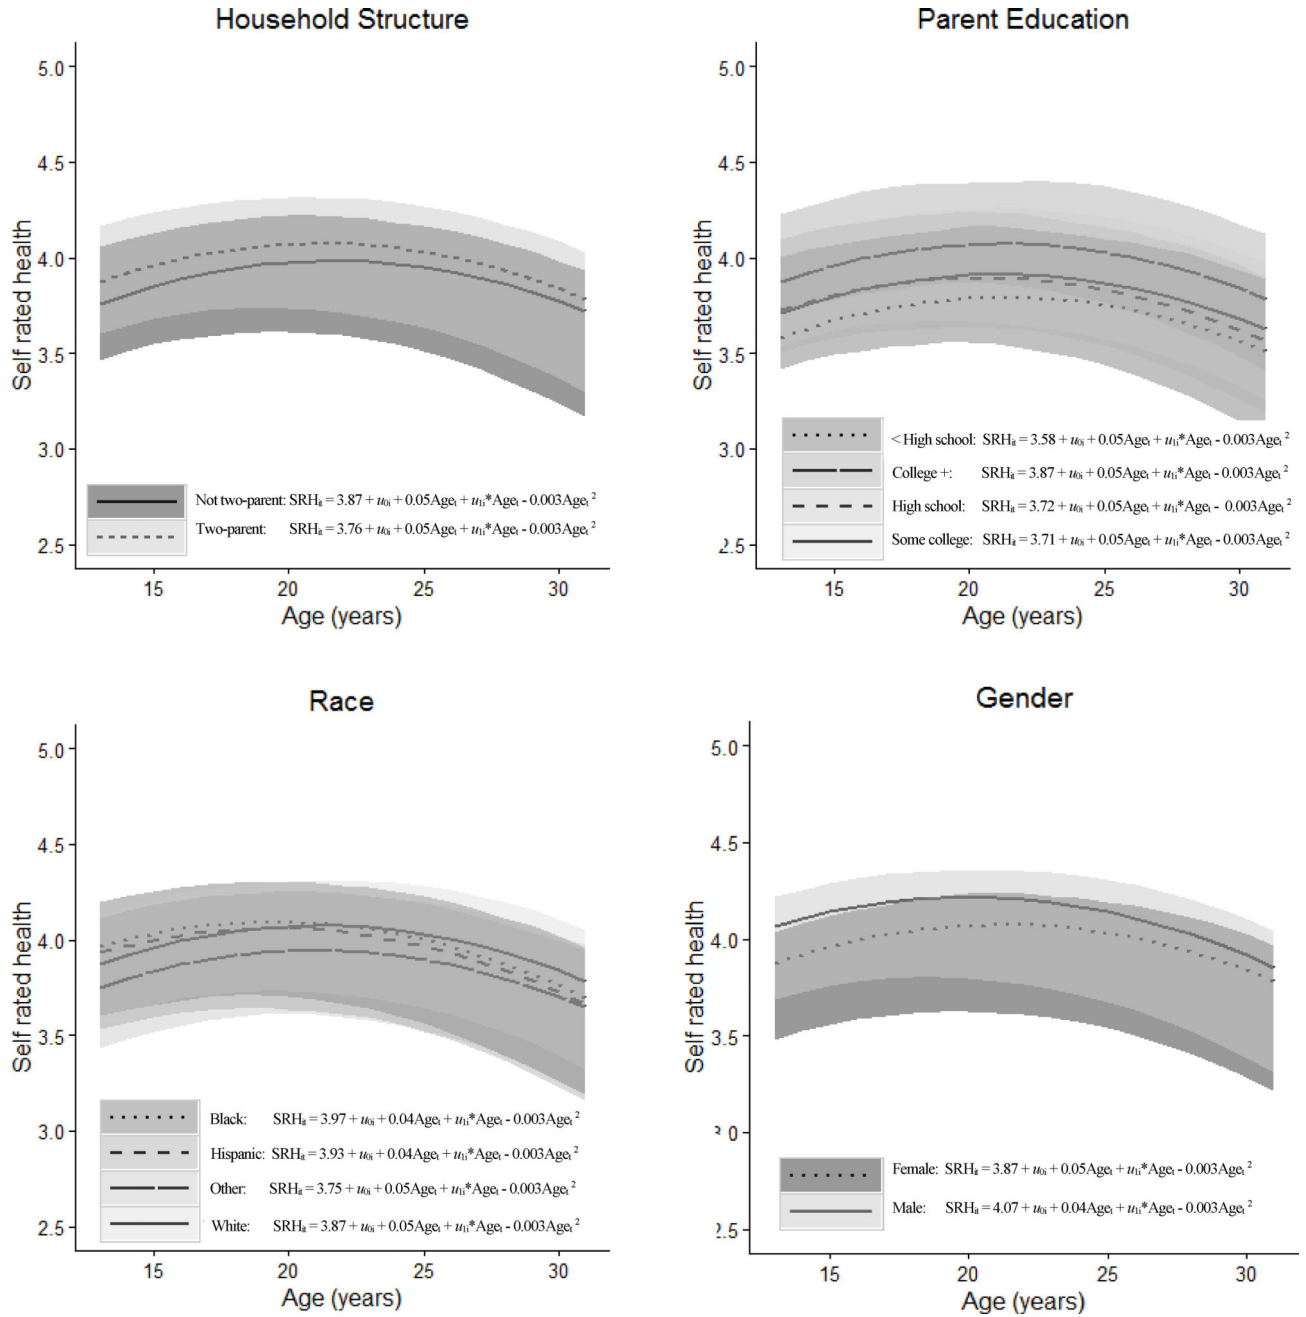 Household Structure
5.0
4.5
4.0
3.5
3.0
2.5
Self rated health
Not two-parent: SRHᵢₜ = 3.87 + u₀ᵢ + 0.05Ageₜ + u₁ᵢ*Ageₜ - 0.003Ageₜ²
Two-parent: SRHᵢₜ = 3.76 + u₀ᵢ + 0.05Ageₜ + u₁ᵢ*Ageₜ - 0.003Ageₜ²
15 20 25 30
Age (years)
Parent Education
5.0
4.5
4.0
3.5
3.0
2.5
Self rated health
< High school: SRHᵢₜ = 3.58 + u₀ᵢ + 0.05Ageₜ + u₁ᵢ*Ageₜ - 0.003Ageₜ²
College +: SRHᵢₜ = 3.87 + u₀ᵢ + 0.05Ageₜ + u₁ᵢ*Ageₜ - 0.003Ageₜ²
High school: SRHᵢₜ = 3.72 + u₀ᵢ + 0.05Ageₜ + u₁ᵢ*Ageₜ - 0.003Ageₜ²
Some college: SRHᵢₜ = 3.71 + u₀ᵢ + 0.05Ageₜ + u₁ᵢ*Ageₜ - 0.003Ageₜ²
15 20 25 30
Age (years)
Race
5.0
4.5
4.0
3.5
3.0
2.5
Self rated health
Black: SRHᵢₜ = 3.97 + u₀ᵢ + 0.04Ageₜ + u₁ᵢ*Ageₜ - 0.003Ageₜ²
Hispanic: SRHᵢₜ = 3.93 + u₀ᵢ + 0.04Ageₜ + u₁ᵢ*Ageₜ - 0.003Ageₜ²
Other: SRHᵢₜ = 3.75 + u₀ᵢ + 0.05Ageₜ + u₁ᵢ*Ageₜ - 0.003Ageₜ²
White: SRHᵢₜ = 3.87 + u₀ᵢ + 0.05Ageₜ + u₁ᵢ*Ageₜ - 0.003Ageₜ²
15 20 25 30
Age (years)
Gender
5.0
4.5
4.0
3.5
3.0
2.5
Self rated health
Female: SRHᵢₜ = 3.87 + u₀ᵢ + 0.05Ageₜ + u₁ᵢ*Ageₜ - 0.003Ageₜ²
Male: SRHᵢₜ = 4.07 + u₀ᵢ + 0.04Ageₜ + u₁ᵢ*Ageₜ - 0.003Ageₜ²
15 20 25 30
Age (years)